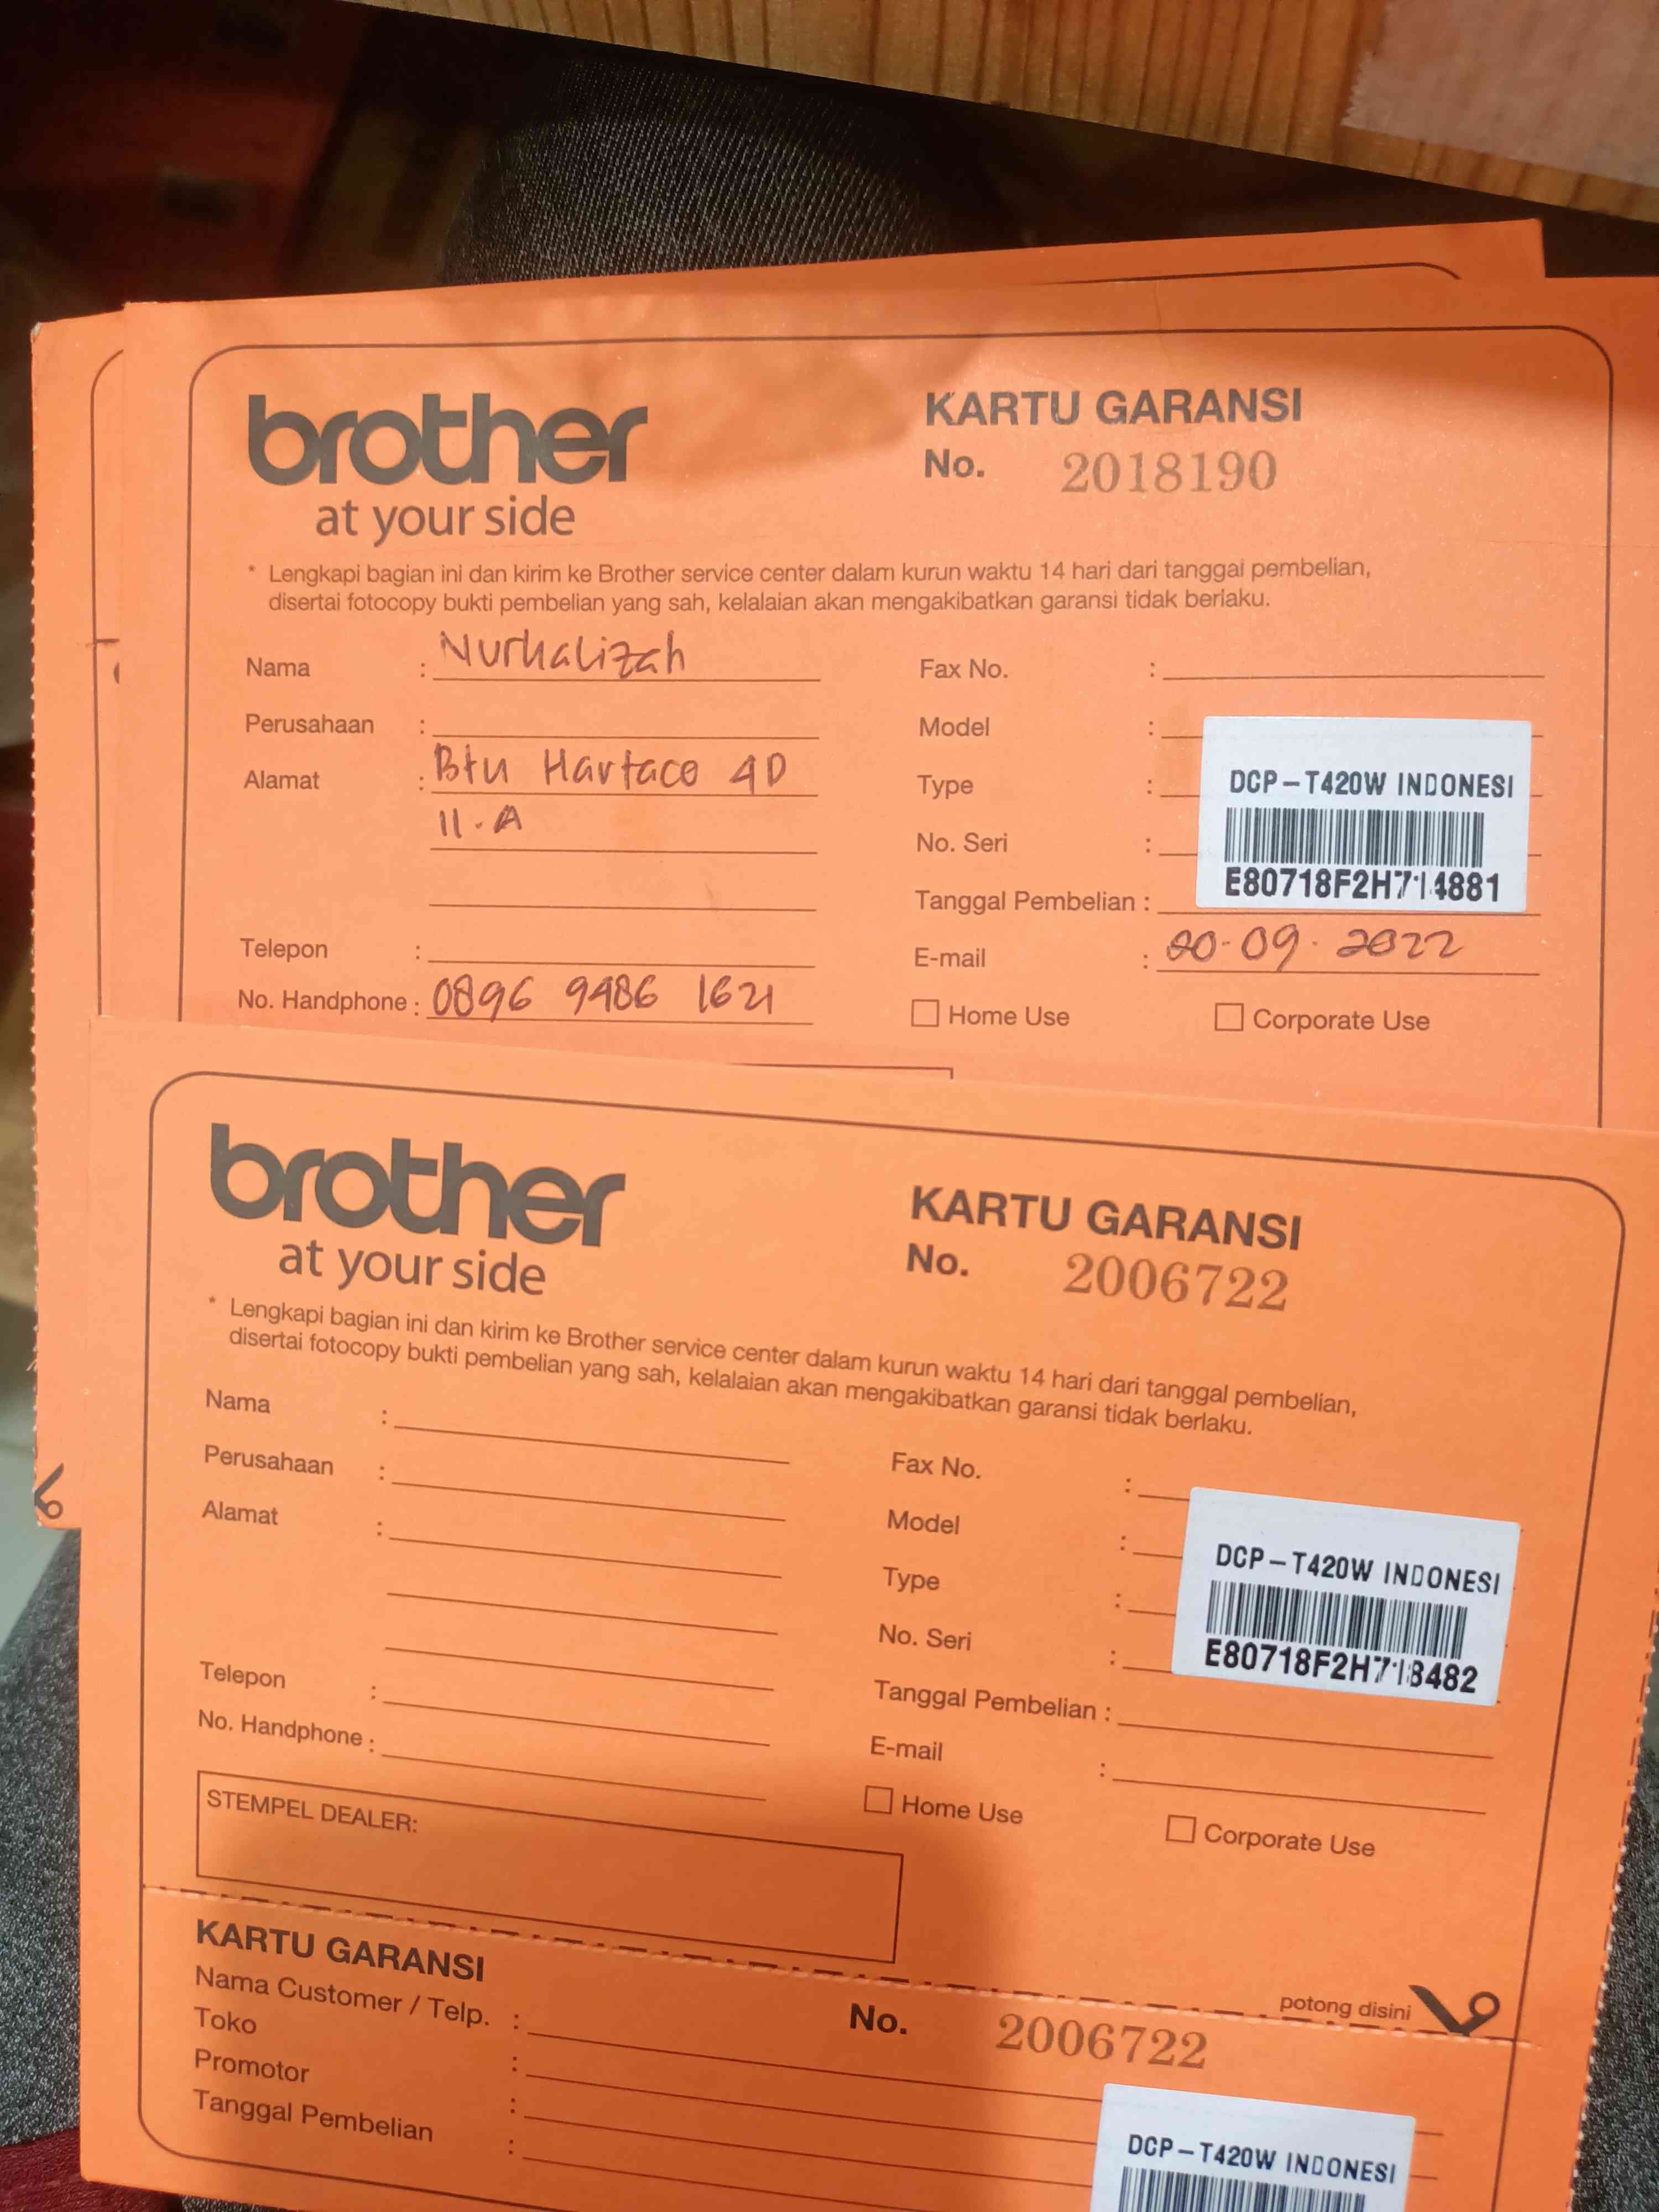 brother
at your side
KARTU GARANSI
No. 2018190
* Lengkapi bagian ini dan kirim ke Brother service center dalam kurun waktu 14 hari dari tanggal pembelian,
disertai fotocopy bukti pembelian yang sah, kelalaian akan mengakibatkan garansi tidak berlaku.
Nama : Nurhalizah
Perusahaan :
Alamat : Btn Hartaco 4D
11.A
Telepon :
No. Handphone : 0896 9486 1621
Fax No. :
Model :
Type :
No. Seri :
DCP-T420W INDONESI
E80718F2H714881
Tanggal Pembelian :
E-mail : 20.09.2022
Home Use
Corporate Use
brother
at your side
KARTU GARANSI
No. 2006722
* Lengkapi bagian ini dan kirim ke Brother service center dalam kurun waktu 14 hari dari tanggal pembelian,
disertai fotocopy bukti pembelian yang sah, kelalaian akan mengakibatkan garansi tidak berlaku.
Nama :
Perusahaan :
Alamat :
Telepon :
No. Handphone :
Fax No. :
Model :
Type :
No. Seri :
DCP-T420W INDONESI
E80718F2H718482
Tanggal Pembelian :
E-mail :
Home Use
Corporate Use
STEMPEL DEALER:
potong disini
KARTU GARANSI
No. 2006722
Nama Customer / Telp. :
Toko :
Promotor :
Tanggal Pembelian :
DCP-T420W INDONESI